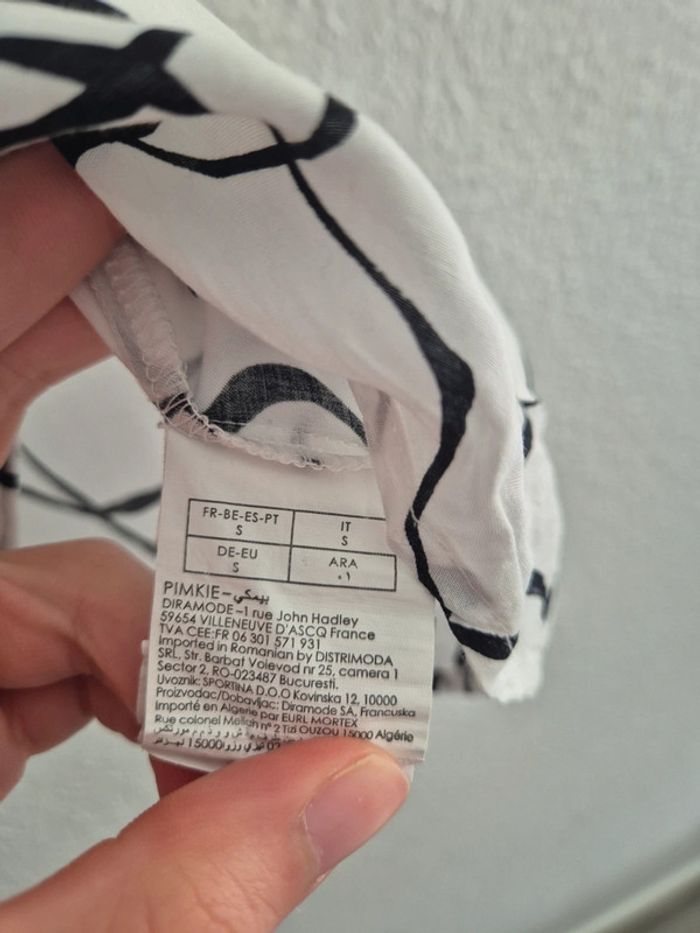 FR-BE-ES-PT
S
IT
S
DE-EU
S
ARA
٠١
PIMKIE-بيمكي
DIRAMODE-1 rue John Hadley
59654 VILLENEUVE D'ASCQ France
TVA CEE:FR 06 301 571 931
Imported in Romanian by DISTRIMODA
SRL, Str. Barbat Voievod nr 25, camera 1
Sector 2, RO-023487 Bucuresti.
Uvoznik: SPORTINA D.O.O Kovinska 12, 10000
Proizvodac/Dobavljac: Diramode SA, Francuska
Importé en Algerie par EURL MORTEX
Rue colonel Mellah n° 2 Tizi OUZOU 15000 Algérie
15000